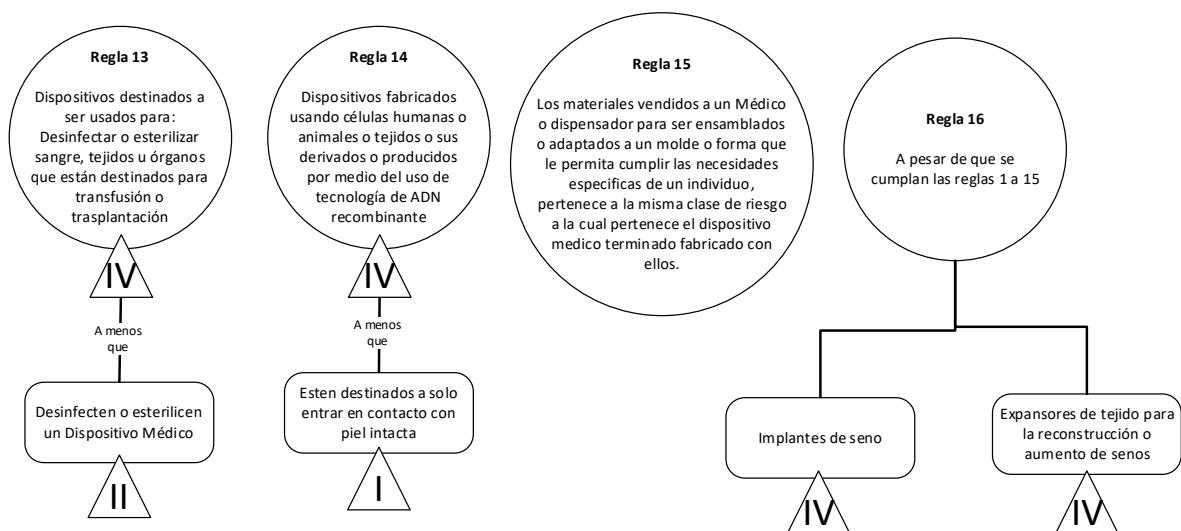 Regla 13
Dispositivos destinados a
ser usados para:
Desinfectar o esterilizar
sangre, tejidos u órganos
que están destinados para
transfusión o
trasplantación
IV
A menos
que
Desinfecten o esterilicen
un Dispositivo Médico
II
Regla 14
Dispositivos fabricados
usando células humanas o
animales o tejidos o sus
derivados o producidos
por medio del uso de
tecnología de ADN
recombinante
IV
A menos
que
Esten destinados a solo
entrar en contacto con
piel intacta
I
Regla 15
Los materiales vendidos a un Médico
o dispensador para ser ensamblados
o adaptados a un molde o forma que
le permita cumplir las necesidades
especificas de un individuo,
pertenece a la misma clase de riesgo
a la cual pertenece el dispositivo
medico terminado fabricado con
ellos.
Regla 16
A pesar de que se
cumplan las reglas 1 a 15
Implantes de seno
IV
Expansores de tejido para
la reconstrucción o
aumento de senos
IV